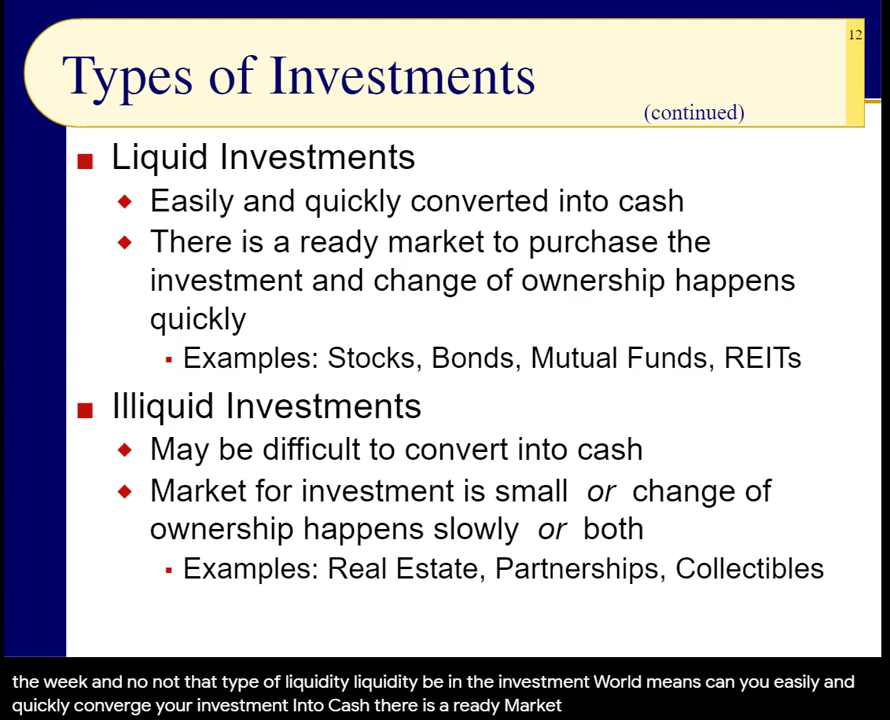 12
Types of Investments
(continued)
Liquid Investments
Easily and quickly converted into cash
There is a ready market to purchase the
investment and change of ownership happens
quickly
Examples: Stocks, Bonds, Mutual Funds, REITs
Illiquid Investments
May be difficult to convert into cash
Market for investment is small or change of
ownership happens slowly or both
Examples: Real Estate, Partnerships, Collectibles
the week and no not that type of liquidity liquidity be in the investment World means can you easily and
quickly converge your investment Into Cash there is a ready Market